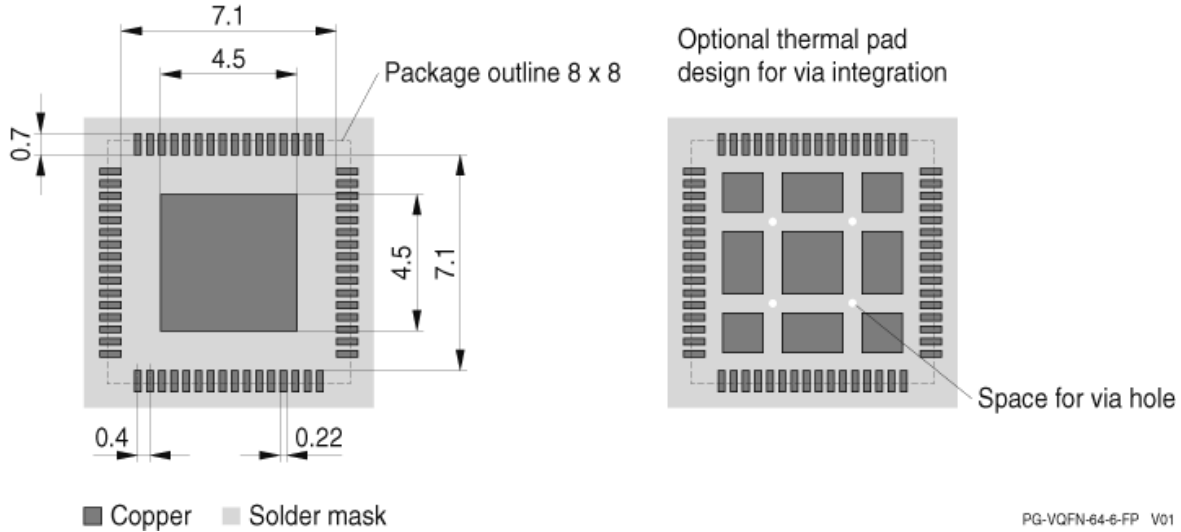 7.1
4.5
Package outline 8 x 8
0.7
4.5
7.1
0.4
0.22
Copper
Solder mask
Optional thermal pad
design for via integration
Space for via hole
PG-VQFN-64-6-FP V01